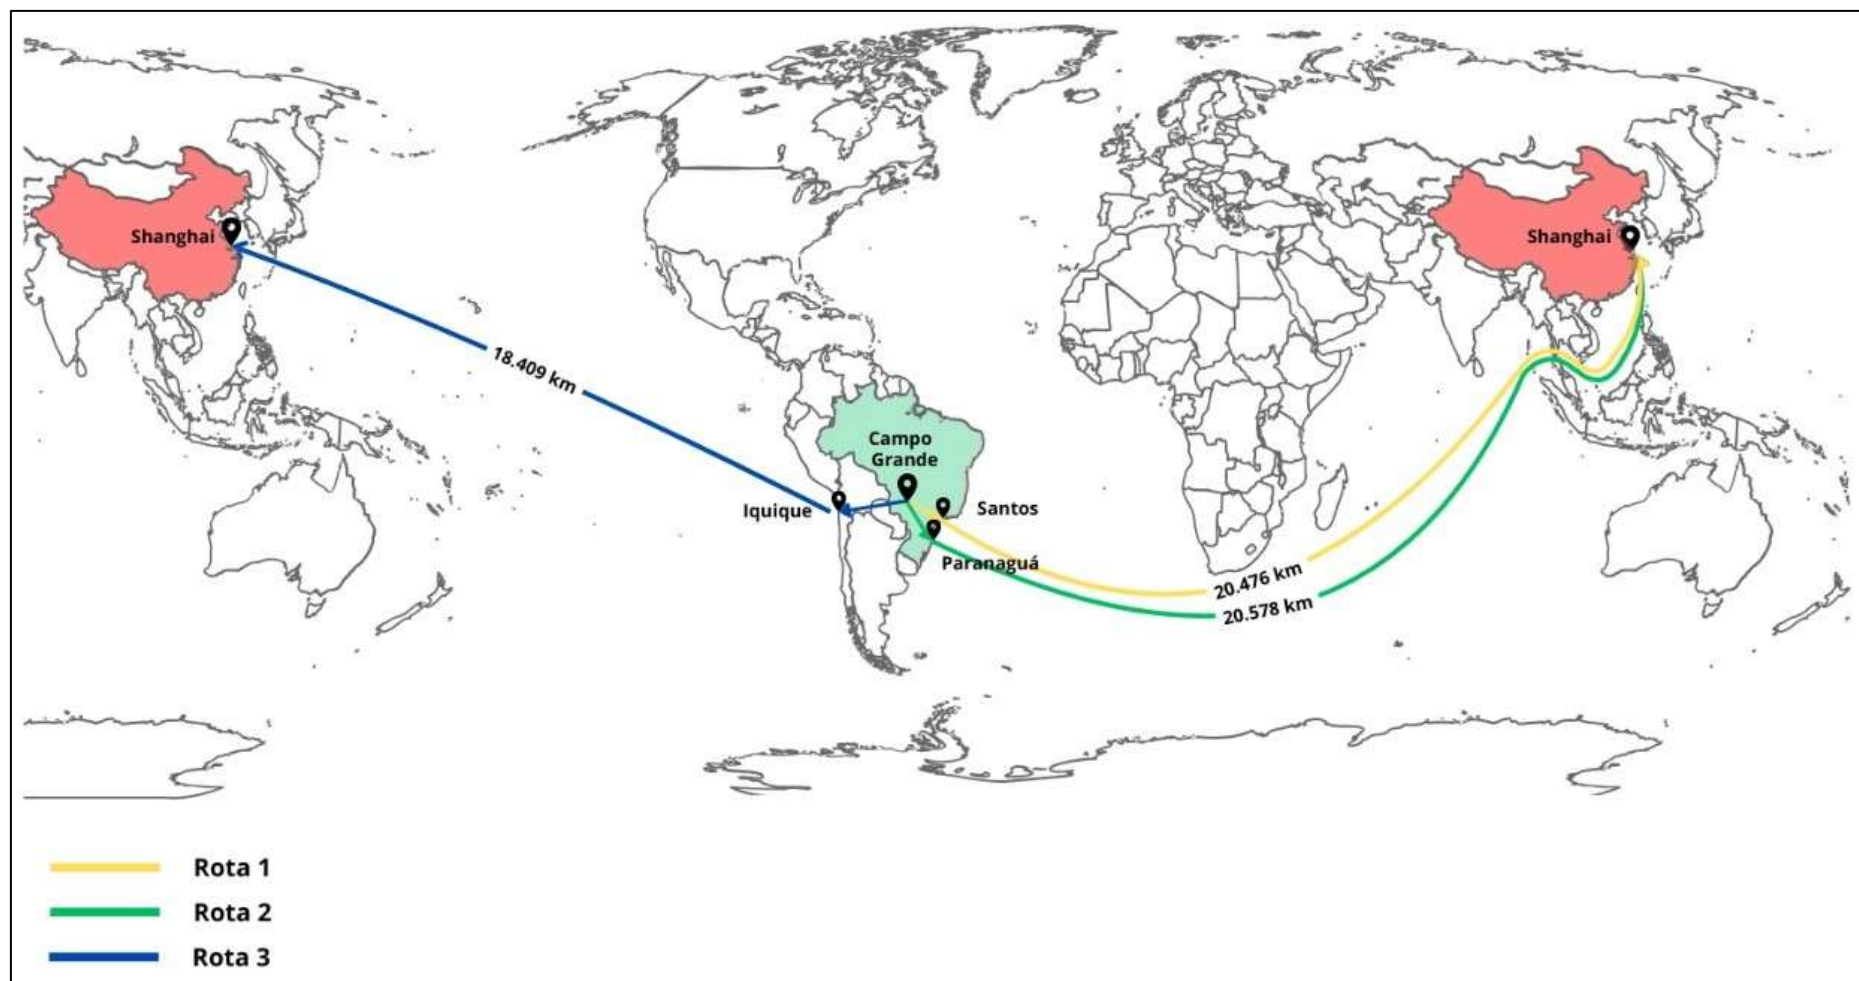 Shanghai
18.409 km
Campo
Grande
Iquique
Santos
Paranaguá
20.476 km
20.578 km
Shanghai
Rota 1
Rota 2
Rota 3